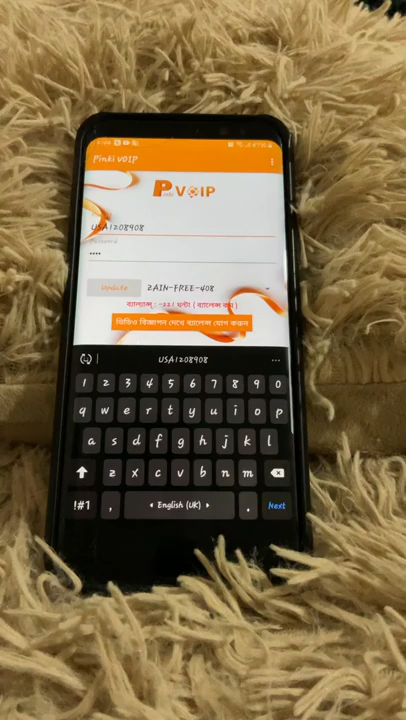 Pinki VOIP
P VOIP
USA1208908
Password
••••
Update ZAIN-FREE-408
ভিডিও বিজ্ঞাপন দেখে ব্যালেন্স যোগ করুন
USA1208908 ...
1 2 3 4 5 6 7 8 9 0
q w e r t y u i o p
a s d f g h j k l
z x c v b n m
!#1 , English (UK) . Next